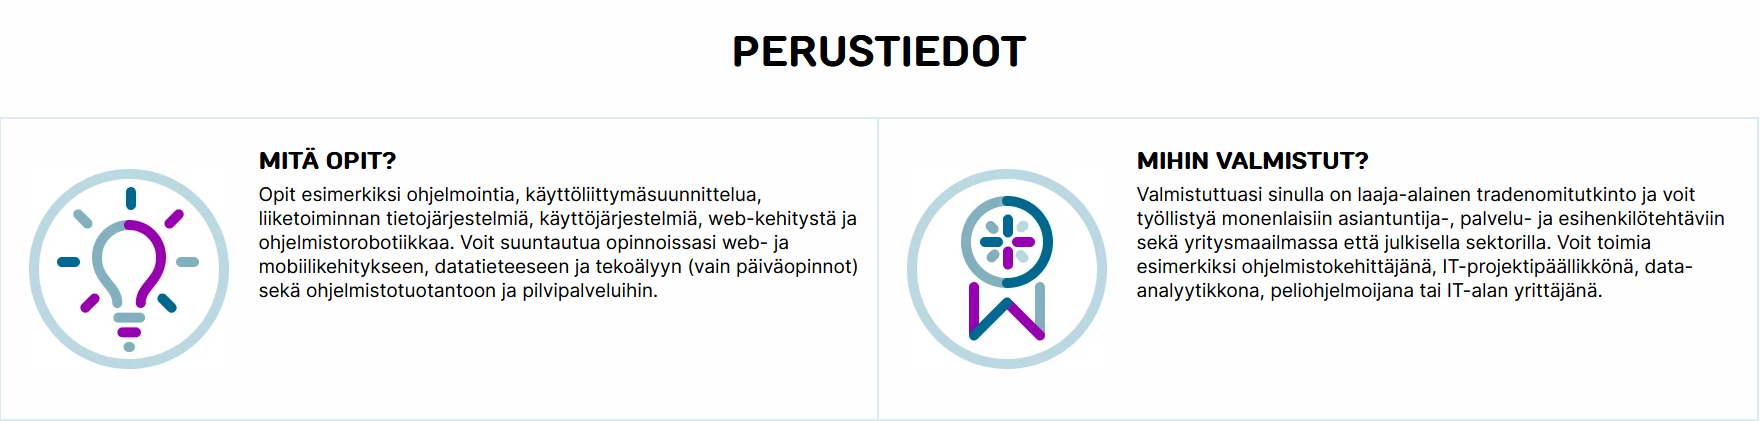 PERUSTIEDOT
MITÄ OPIT?
Opit esimerkiksi ohjelmointia, käyttöliittymäsuunnittelua,
liiketoiminnan tietojärjestelmiä, käyttöjärjestelmiä, web-kehitystä ja
ohjelmistorobotiikkaa. Voit suuntautua opinnoissasi web- ja
mobiilikehitykseen, datatieteeseen ja tekoälyyn (vain päiväopinnot)
sekä ohjelmistotuotantoon ja pilvipalveluihin.
MIHIN VALMISTUT?
Valmistuttuasi sinulla on laaja-alainen tradenomitutkinto ja voit
työllistyä monenlaisiin asiantuntija-, palvelu- ja esihenkilötehtäviin
sekä yritysmaailmassa että julkisella sektorilla. Voit toimia
esimerkiksi ohjelmistokehittäjänä, IT-projektipäällikkönä, data-
analyytikkona, peliohjelmoijana tai IT-alan yrittäjänä.